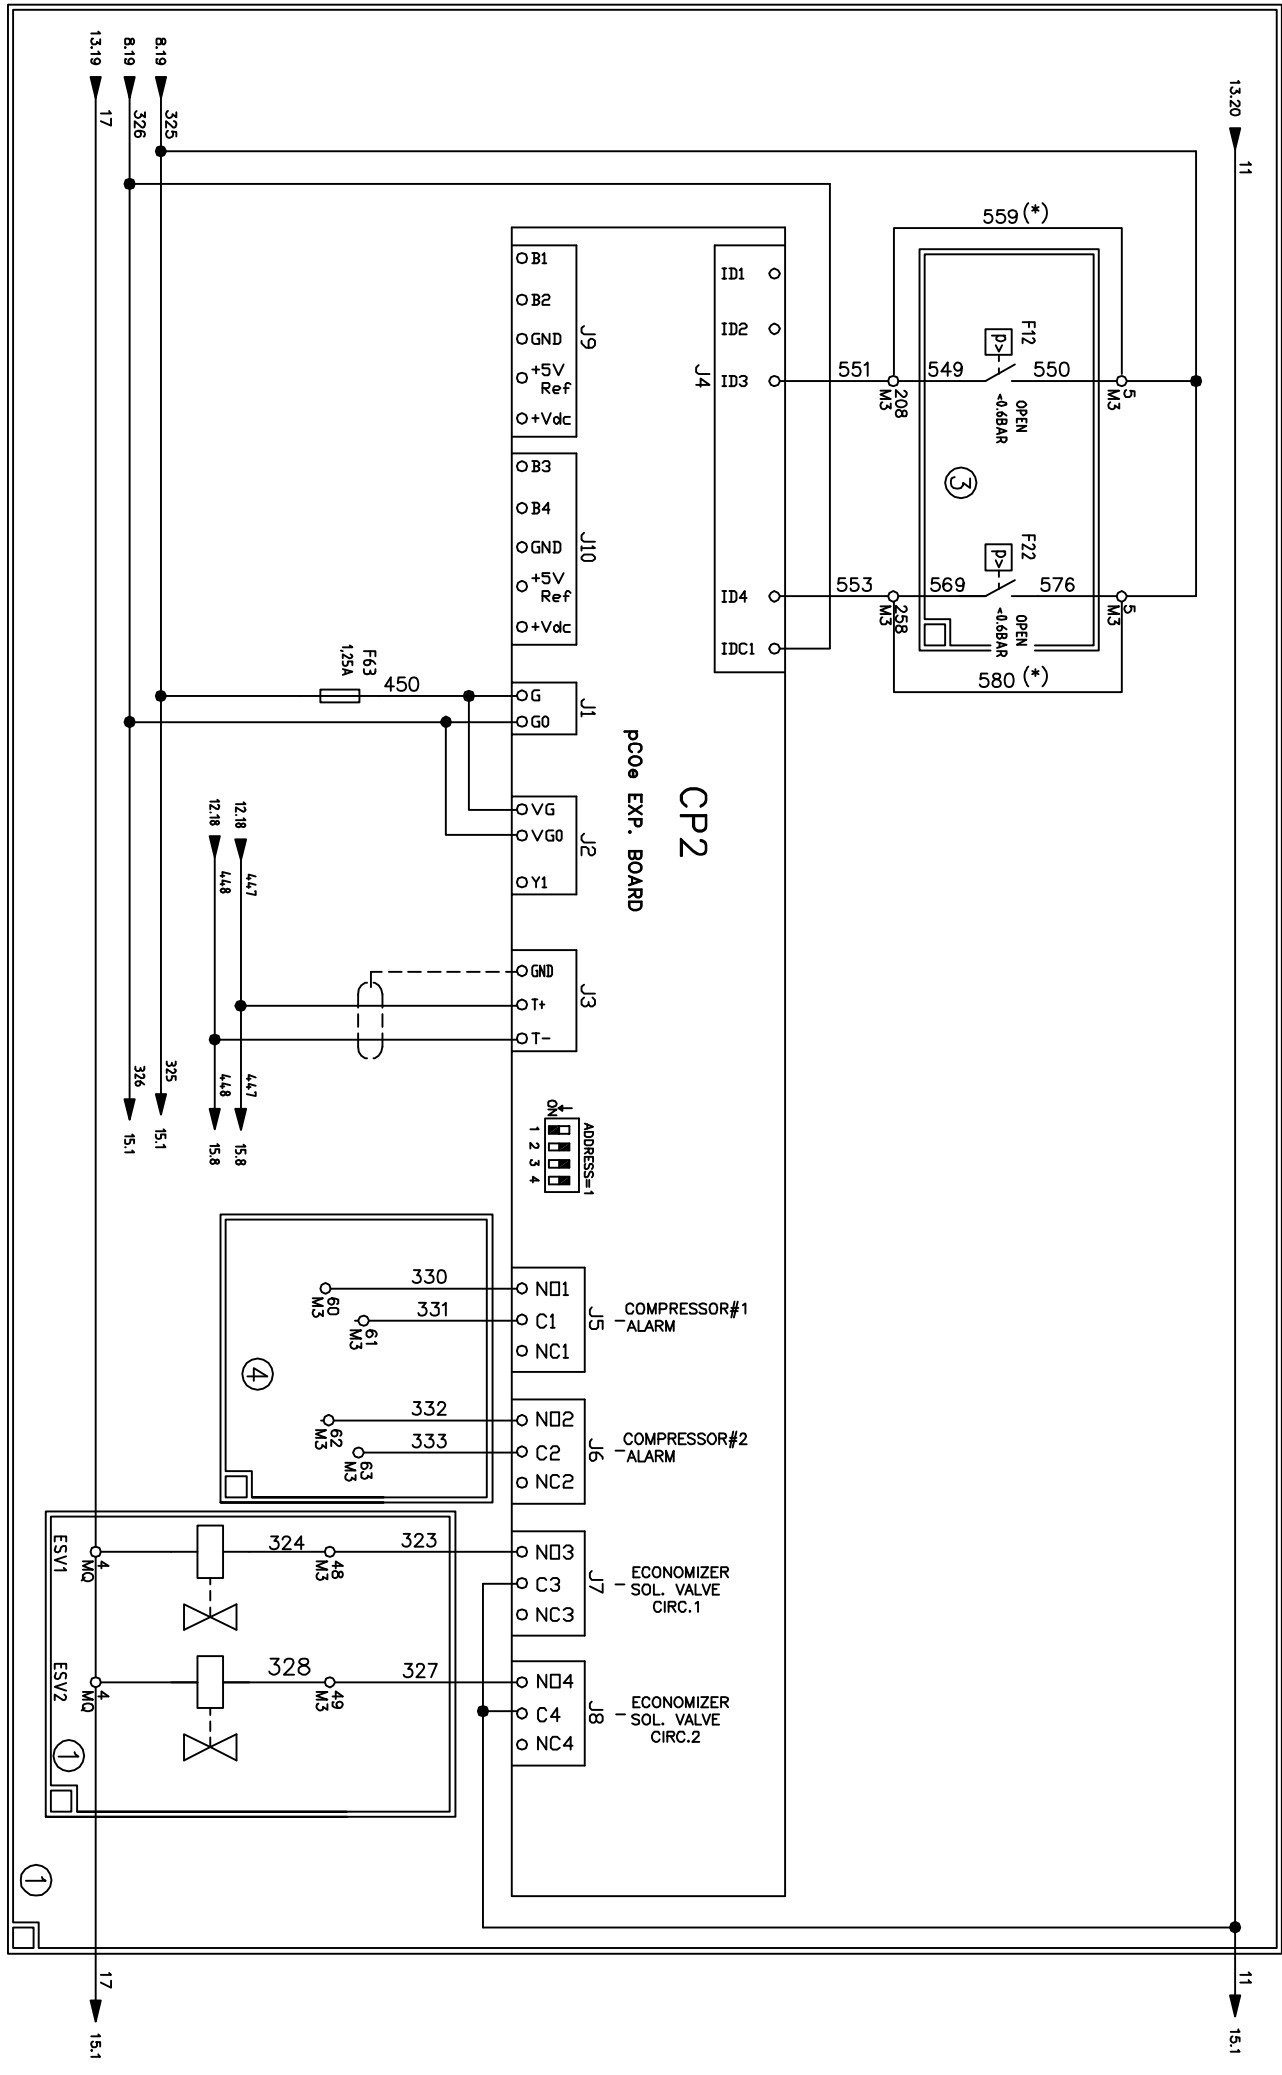 13.19
8.19
8.19
13.20
17
326
325
11
559 (*)
F12
p>
OPEN
<0.6BAR
551
549
550
208
M3
5
M3
3
F22
p>
OPEN
<0.6BAR
553
569
576
258
M3
5
M3
580 (*)
ID1
ID2
ID3
J4
ID4
IDC1
B1
B2
GND
+5V
Ref
+Vdc
J9
B3
B4
GND
+5V
Ref
+Vdc
J10
F63
1,25A
450
G
G0
J1
CP2
pCOe EXP. BOARD
VG
VG0
Y1
J2
12.18
12.18
448
447
GND
T+
T-
J3
326
325
448
447
15.1
15.1
15.8
15.8
ON
ADDRESS=1
1
2
3
4
330
331
60
M3
61
M3
NO1
C1
NC1
J5
COMPRESSOR#1
ALARM
4
332
333
62
M3
63
M3
NO2
C2
NC2
J6
COMPRESSOR#2
ALARM
ESV1
4
MQ
324
48
M3
323
NO3
C3
NC3
J7
ECONOMIZER
SOL. VALVE
CIRC.1
ESV2
4
MQ
328
49
M3
327
NO4
C4
NC4
J8
ECONOMIZER
SOL. VALVE
CIRC.2
1
1
17
15.1
11
15.1